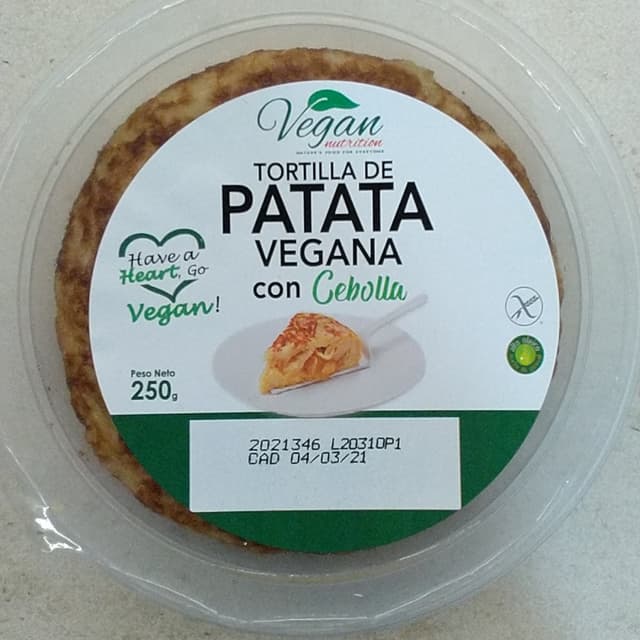 Vegan
nutrition
NATURE'S FOOD FOR EVERYONE
TORTILLA DE
PATATA
VEGANA
con Cebolla
Have a
Heart, Go
Vegan!
Peso Neto
250g
2021346 L2031OP1
CAD 04/03/21